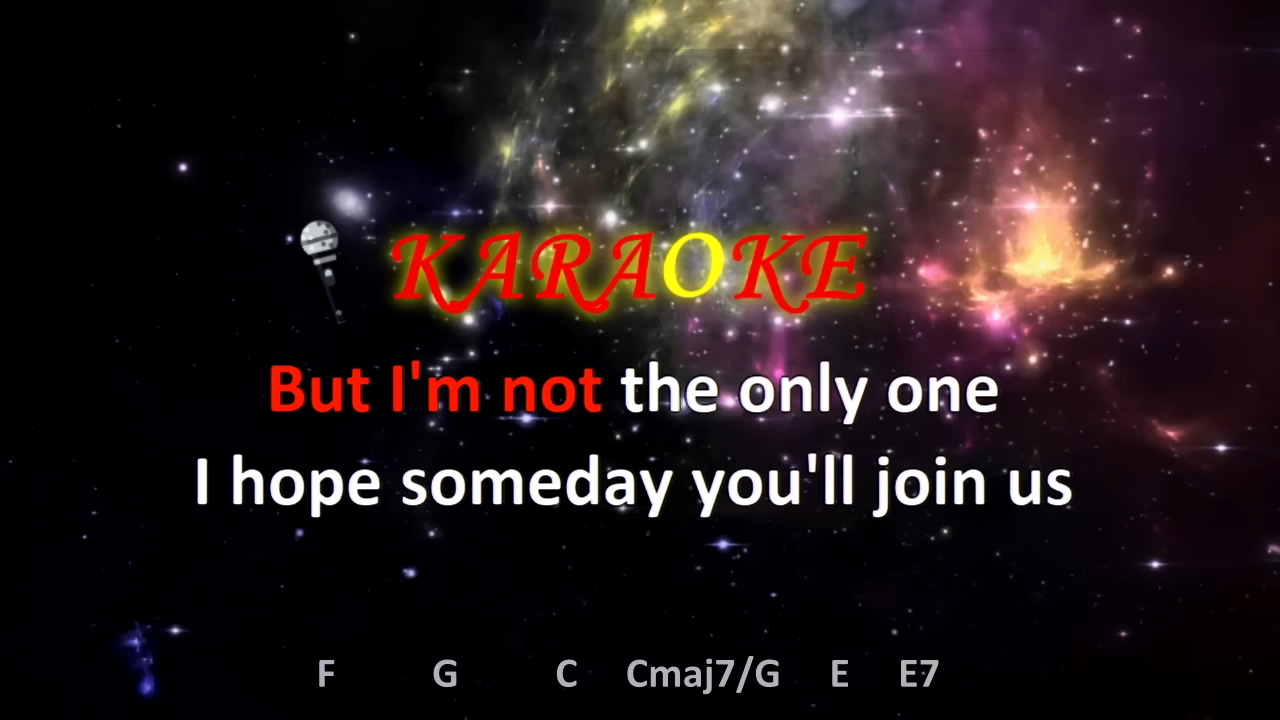 KARAOKE
But I'm not the only one
I hope someday you'll join us
F G C Cmaj7/G E E7